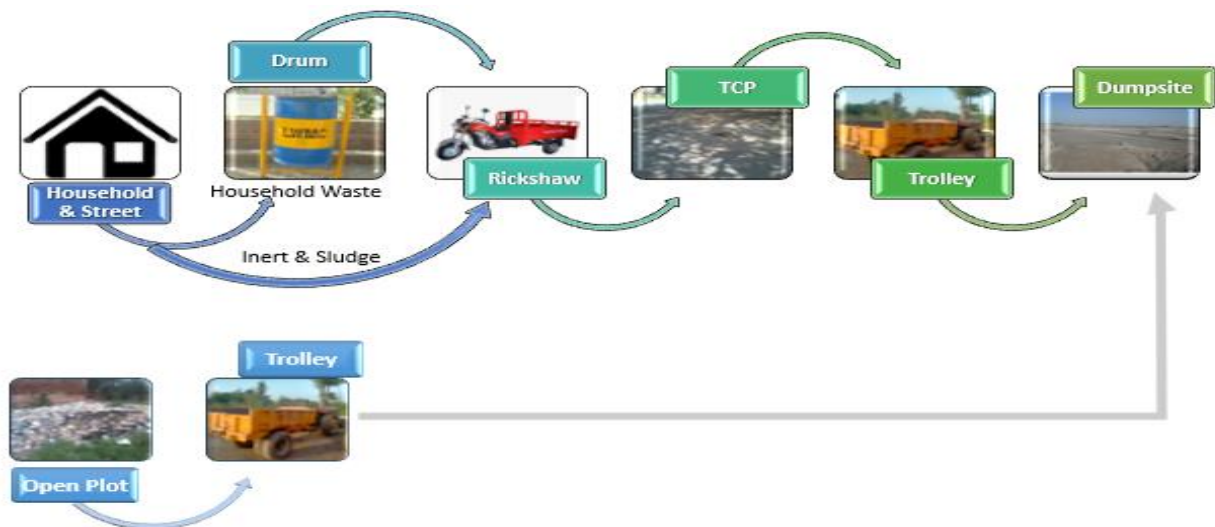 Drum
TCP
Dumpsite
Household
& Street
Household Waste
Rickshaw
Trolley
Inert & Sludge
Trolley
Open Plot